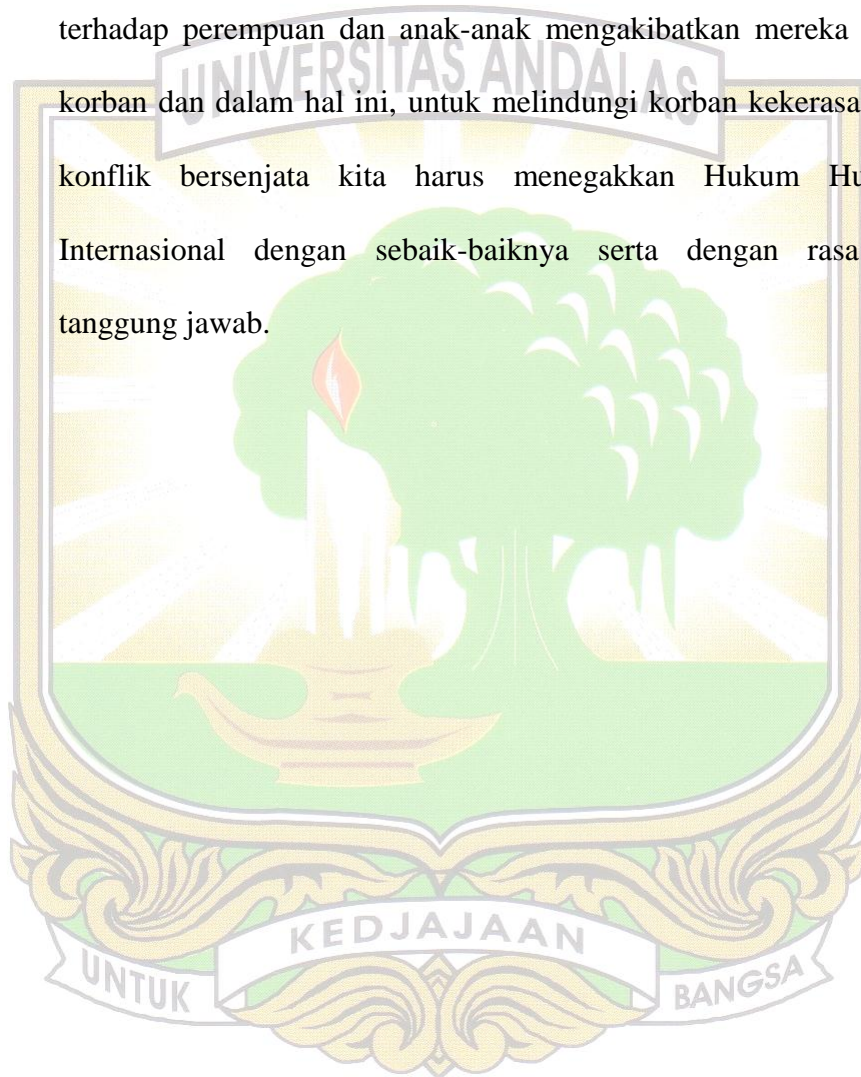 terhadap perempuan dan anak-anak mengakibatkan mereka
UNIVERSITAS ANDALAS
korban dan dalam hal ini, untuk melindungi korban kekerasa
konflik bersenjata kita harus menegakkan Hukum Hu
Internasional dengan sebaik-baiknya serta dengan rasa
tanggung jawab.
KEDJAJAAN
UNTUK
BANGSA